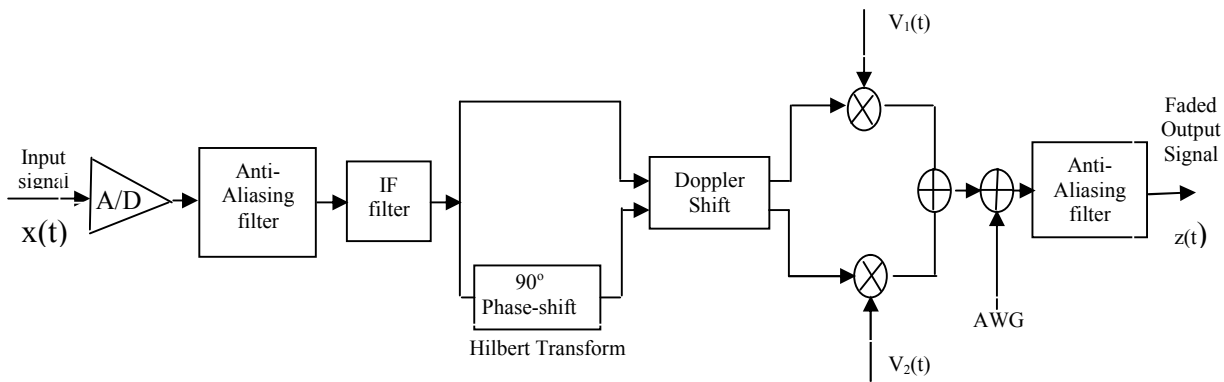 Input
signal
x(t)
A/D
Anti-
Aliasing
filter
IF
filter
90o
Phase-shift
Hilbert Transform
Doppler
Shift
V1(t)
V2(t)
AWG
Anti-
Aliasing
filter
Faded
Output
Signal
z(t)